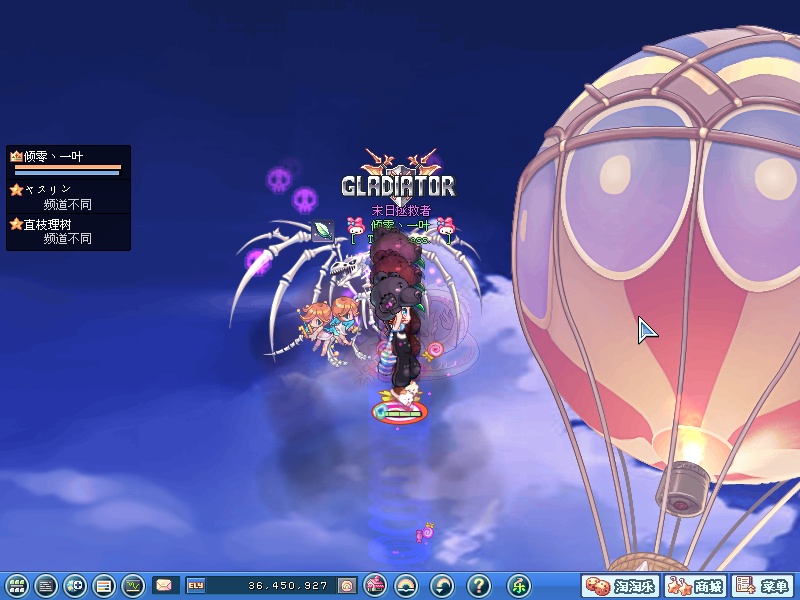 倾零丶一叶
ヤスリン
频道不同
直枝理树
频道不同
GLADIATOR
末日拯救者
倾零丶一叶
ELY 36,450,927
?
乐
淘淘乐
商城
菜单